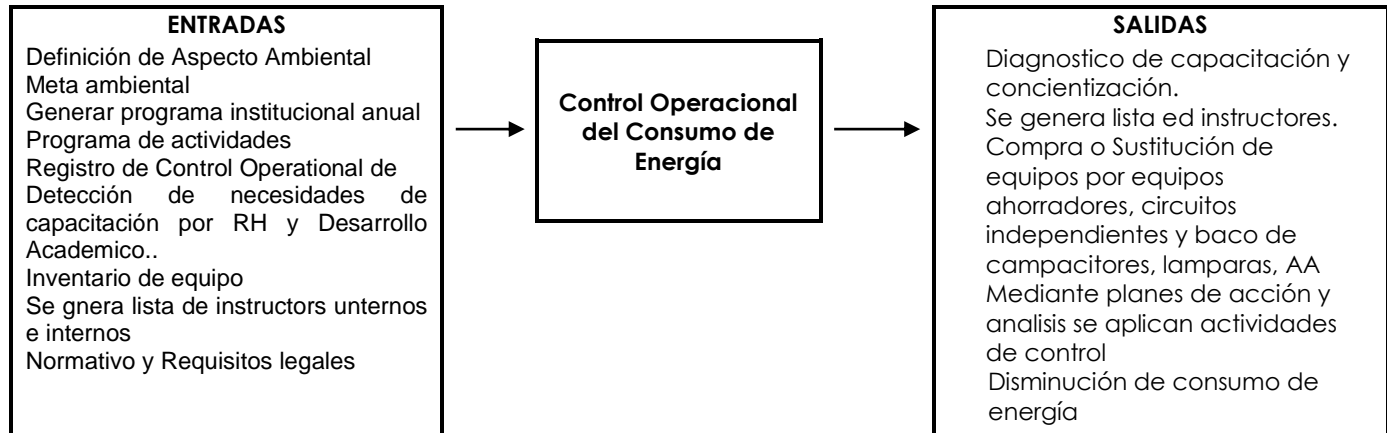 ENTRADAS
Definición de Aspecto Ambiental
Meta ambiental
Generar programa institucional anual
Programa de actividades
Registro de Control Operational de
Detección de necesidades de
capacitación por RH y Desarrollo
Academico..
Inventario de equipo
Se gnera lista de instructors unternos
e internos
Normativo y Requisitos legales
Control Operacional
del Consumo de
Energía
SALIDAS
Diagnostico de capacitación y
concientización.
Se genera lista ed instructores.
Compra o Sustitución de
equipos por equipos
ahorradores, circuitos
independientes y baco de
campacitores, lamparas, AA
Mediante planes de acción y
analisis se aplican actividades
de control
Disminución de consumo de
energía